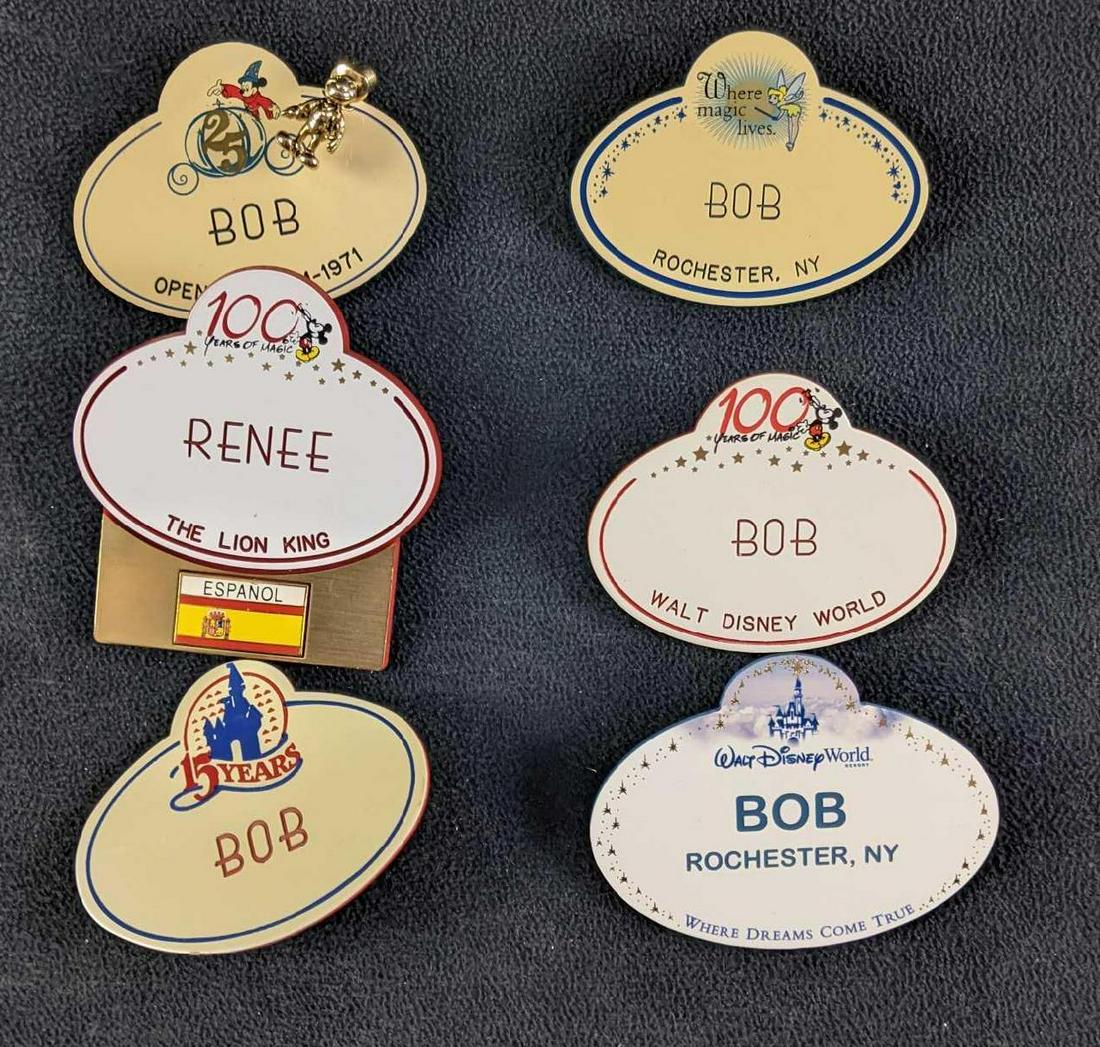 25
BOB
OPEN 1-1971
Where
magic
lives.
BOB
ROCHESTER, NY
100
YEARS OF MAGIC
RENEE
THE LION KING
ESPANOL
100
YEARS OF MAGIC
BOB
WALT DISNEY WORLD
15 YEARS
BOB
WALT DISNEY World
RESORT
BOB
ROCHESTER, NY
WHERE DREAMS COME TRUE